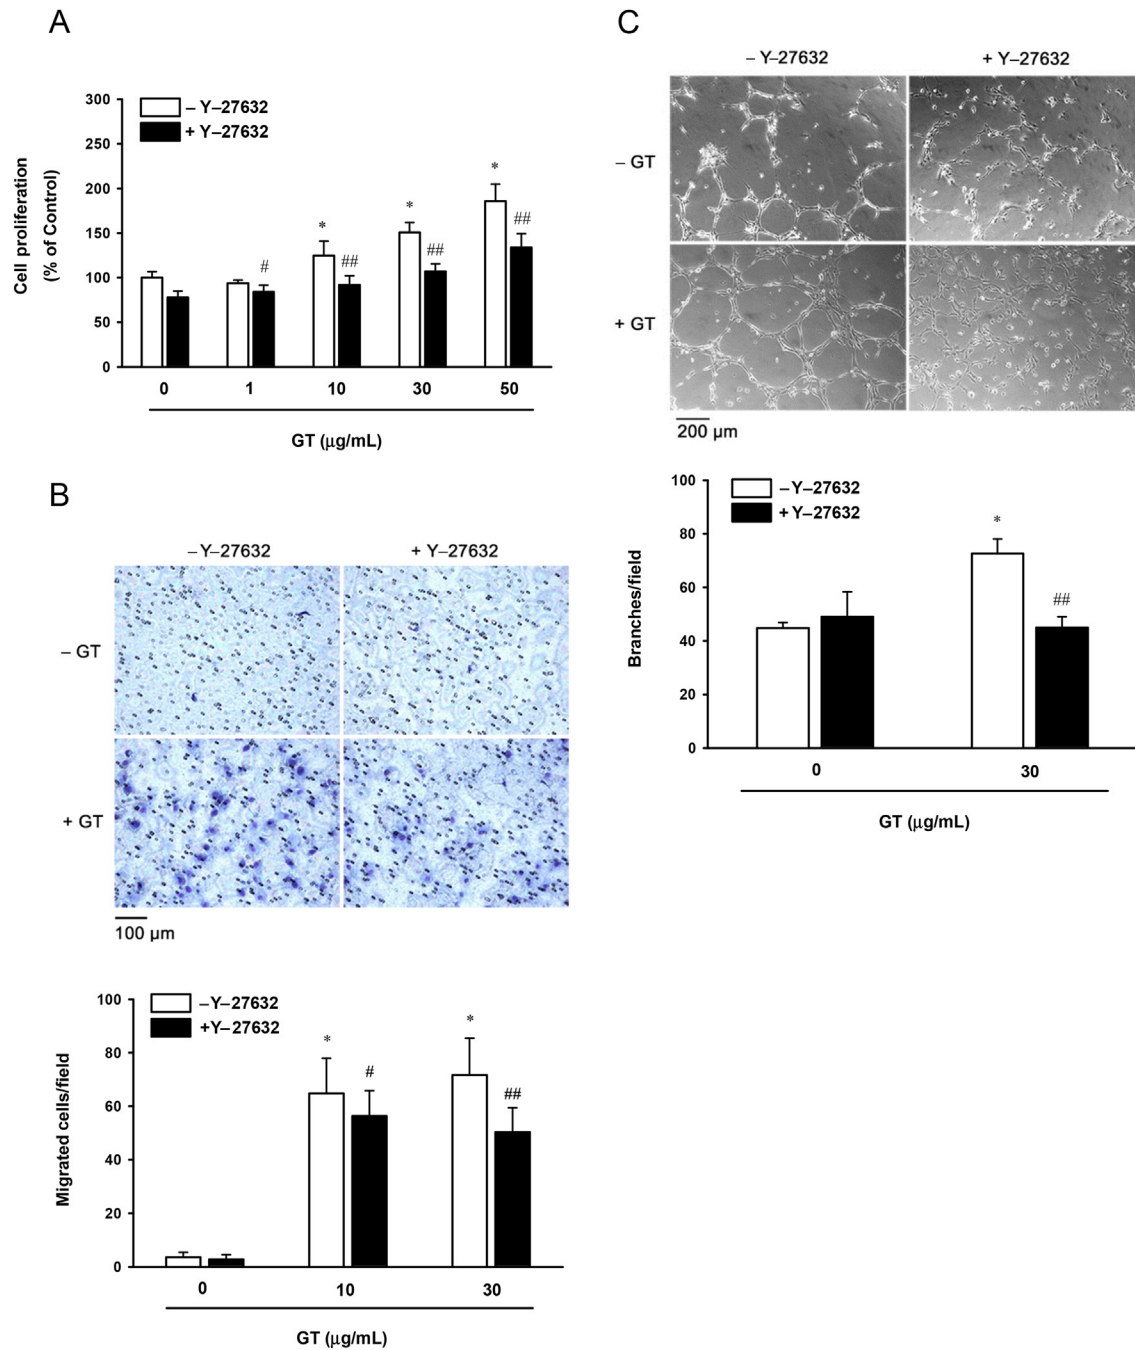 A
300
250
200
150
100
50
0
Cell proliferation
(% of Control)
– Y–27632
+ Y–27632
*
*
*
#
##
##
##
0 1 10 30 50
GT (μg/mL)
B
– Y–27632 + Y–27632
– GT
+ GT
100 μm
100
80
60
40
20
0
Migrated cells/field
– Y–27632
+Y–27632
*
#
*
##
0 10 30
GT (μg/mL)
C
– Y–27632 + Y–27632
– GT
+ GT
200 μm
100
80
60
40
20
0
Branches/field
– Y–27632
+ Y–27632
*
##
0 30
GT (μg/mL)